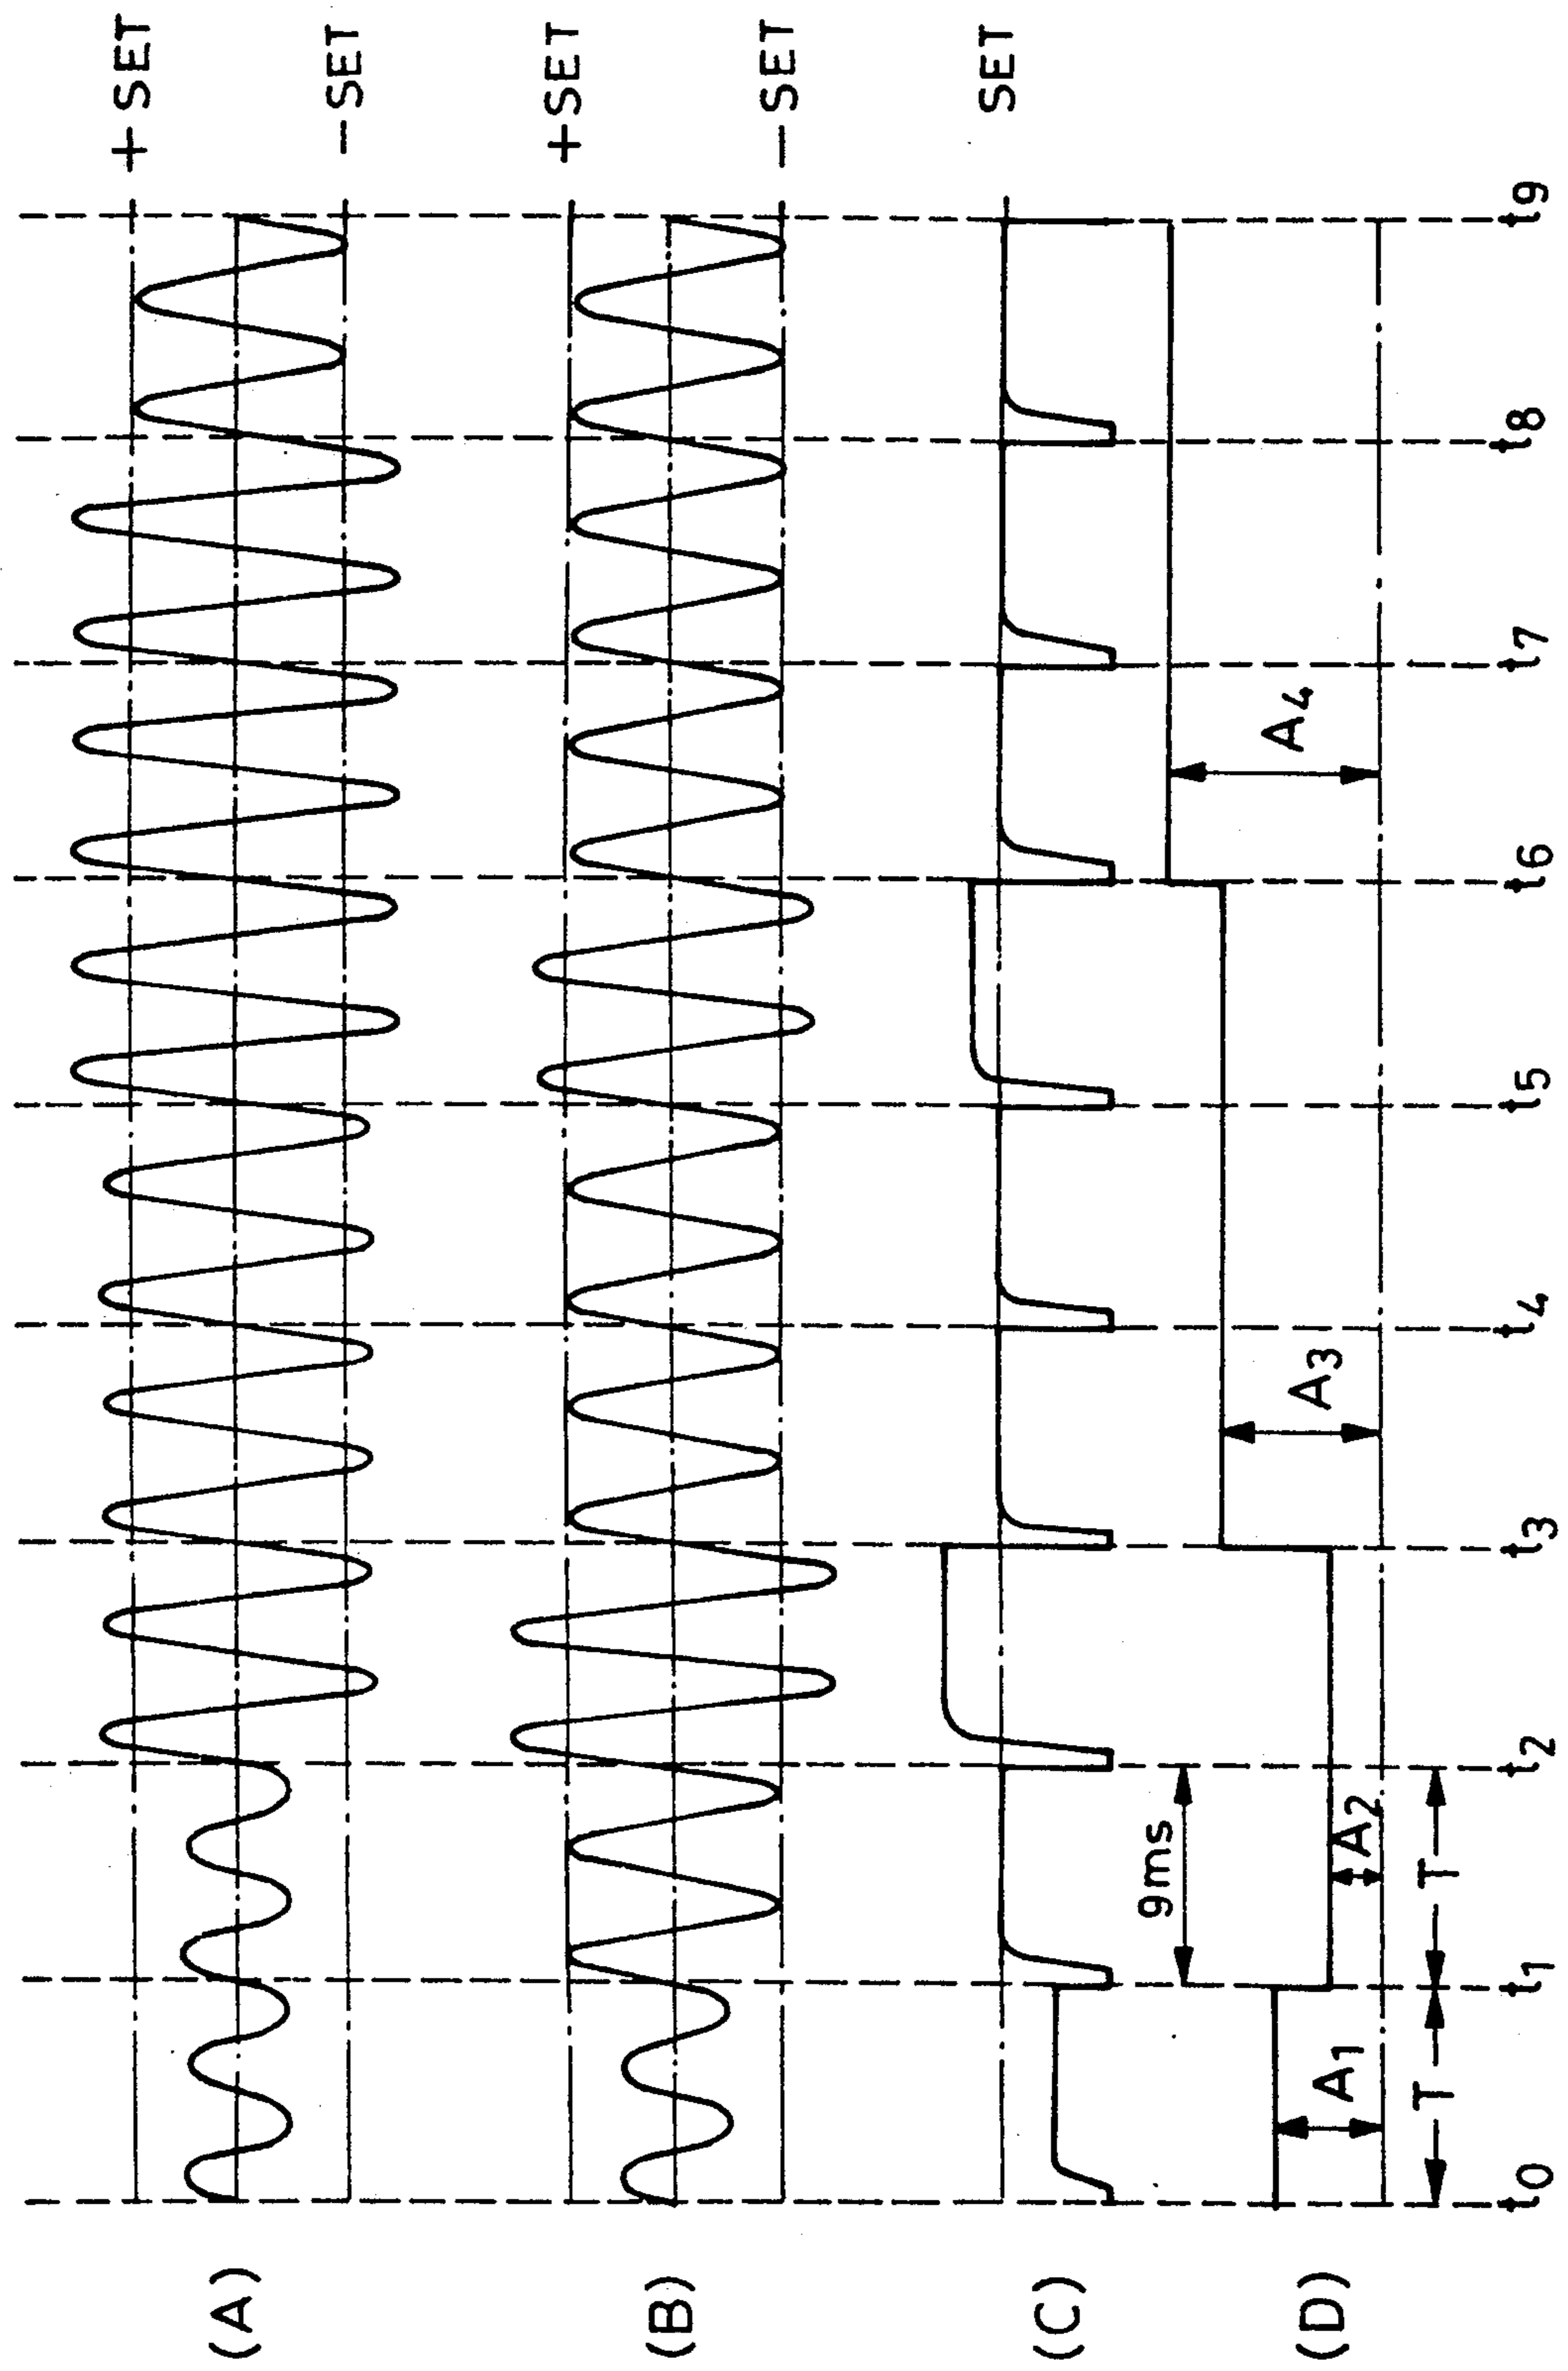 (A)
+SET
−SET
(B)
+SET
−SET
(C)
SET
9ms
(D)
A1
A2
A3
A4
T
T
t0
t1
t2
t3
t4
t5
t6
t7
t8
t9